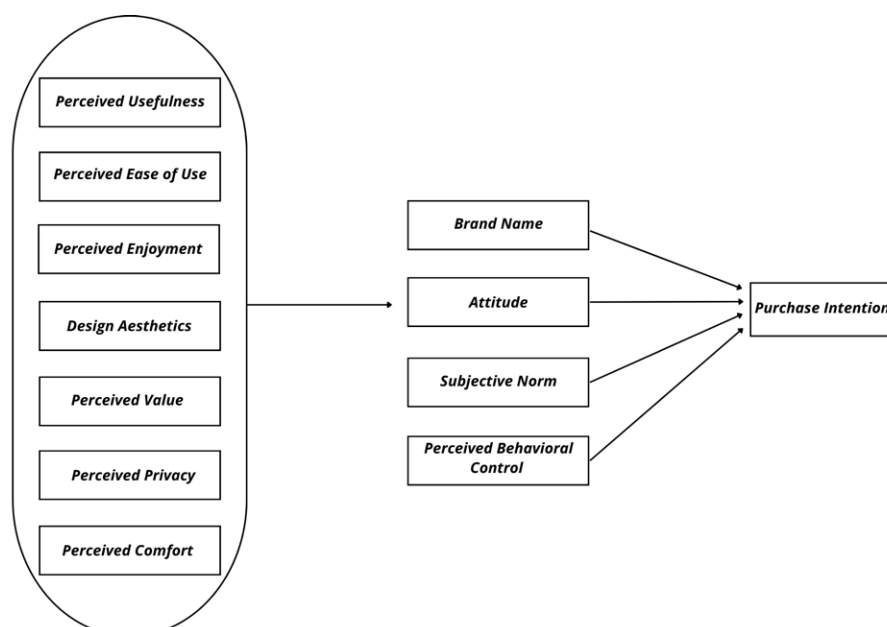 Perceived Usefulness
Perceived Ease of Use
Perceived Enjoyment
Design Aesthetics
Perceived Value
Perceived Privacy
Perceived Comfort
Brand Name
Attitude
Subjective Norm
Perceived Behavioral
Control
Purchase Intention